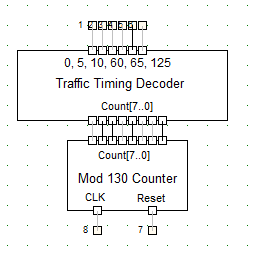 1 2 3 4 5 6
0, 5, 10, 60, 65, 125
Traffic Timing Decoder
Count[7..0]
Count[7..0]
Mod 130 Counter
CLK Reset
8 7